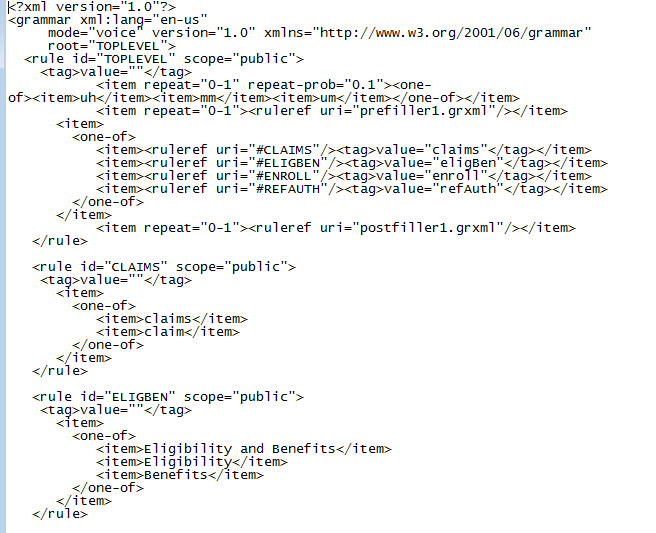 <?xml version="1.0"?>
<grammar xml:lang="en-us"
     mode="voice" version="1.0" xmlns="http://www.w3.org/2001/06/grammar"
     root="TOPLEVEL">
  <rule id="TOPLEVEL" scope="public">
    <tag>value=""</tag>
           <item repeat="0-1" repeat-prob="0.1"><one-
of><item>uh</item><item>mm</item><item>um</item></one-of></item>
           <item repeat="0-1"><ruleref uri="prefiller1.grxml"/></item>
      <item>
        <one-of>
           <item><ruleref uri="#CLAIMS"/><tag>value="claims"</tag></item>
           <item><ruleref uri="#ELIGBEN"/><tag>value="eligBen"</tag></item>
           <item><ruleref uri="#ENROLL"/><tag>value="enroll"</tag></item>
           <item><ruleref uri="#REFAUTH"/><tag>value="refAuth"</tag></item>
        </one-of>
      </item>
           <item repeat="0-1"><ruleref uri="postfiller1.grxml"/></item>
   </rule>

   <rule id="CLAIMS" scope="public">
    <tag>value=""</tag>
      <item>
        <one-of>
           <item>claims</item>
           <item>claim</item>
        </one-of>
      </item>
   </rule>

   <rule id="ELIGBEN" scope="public">
    <tag>value=""</tag>
      <item>
        <one-of>
           <item>Eligibility and Benefits</item>
           <item>Eligibility</item>
           <item>Benefits</item>
        </one-of>
      </item>
   </rule>